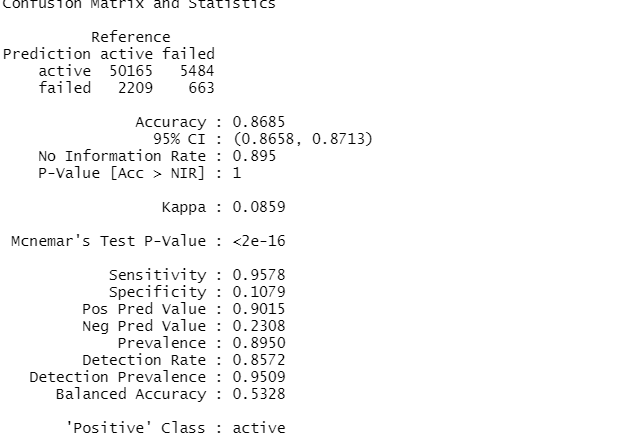 Confusion Matrix and Statistics
Reference
Prediction active failed
active 50165 5484
failed 2209 663
Accuracy : 0.8685
95% CI : (0.8658, 0.8713)
No Information Rate : 0.895
P-Value [Acc > NIR] : 1
Kappa : 0.0859
Mcnemar's Test P-Value : <2e-16
Sensitivity : 0.9578
Specificity : 0.1079
Pos Pred Value : 0.9015
Neg Pred Value : 0.2308
Prevalence : 0.8950
Detection Rate : 0.8572
Detection Prevalence : 0.9509
Balanced Accuracy : 0.5328
'Positive' Class : active